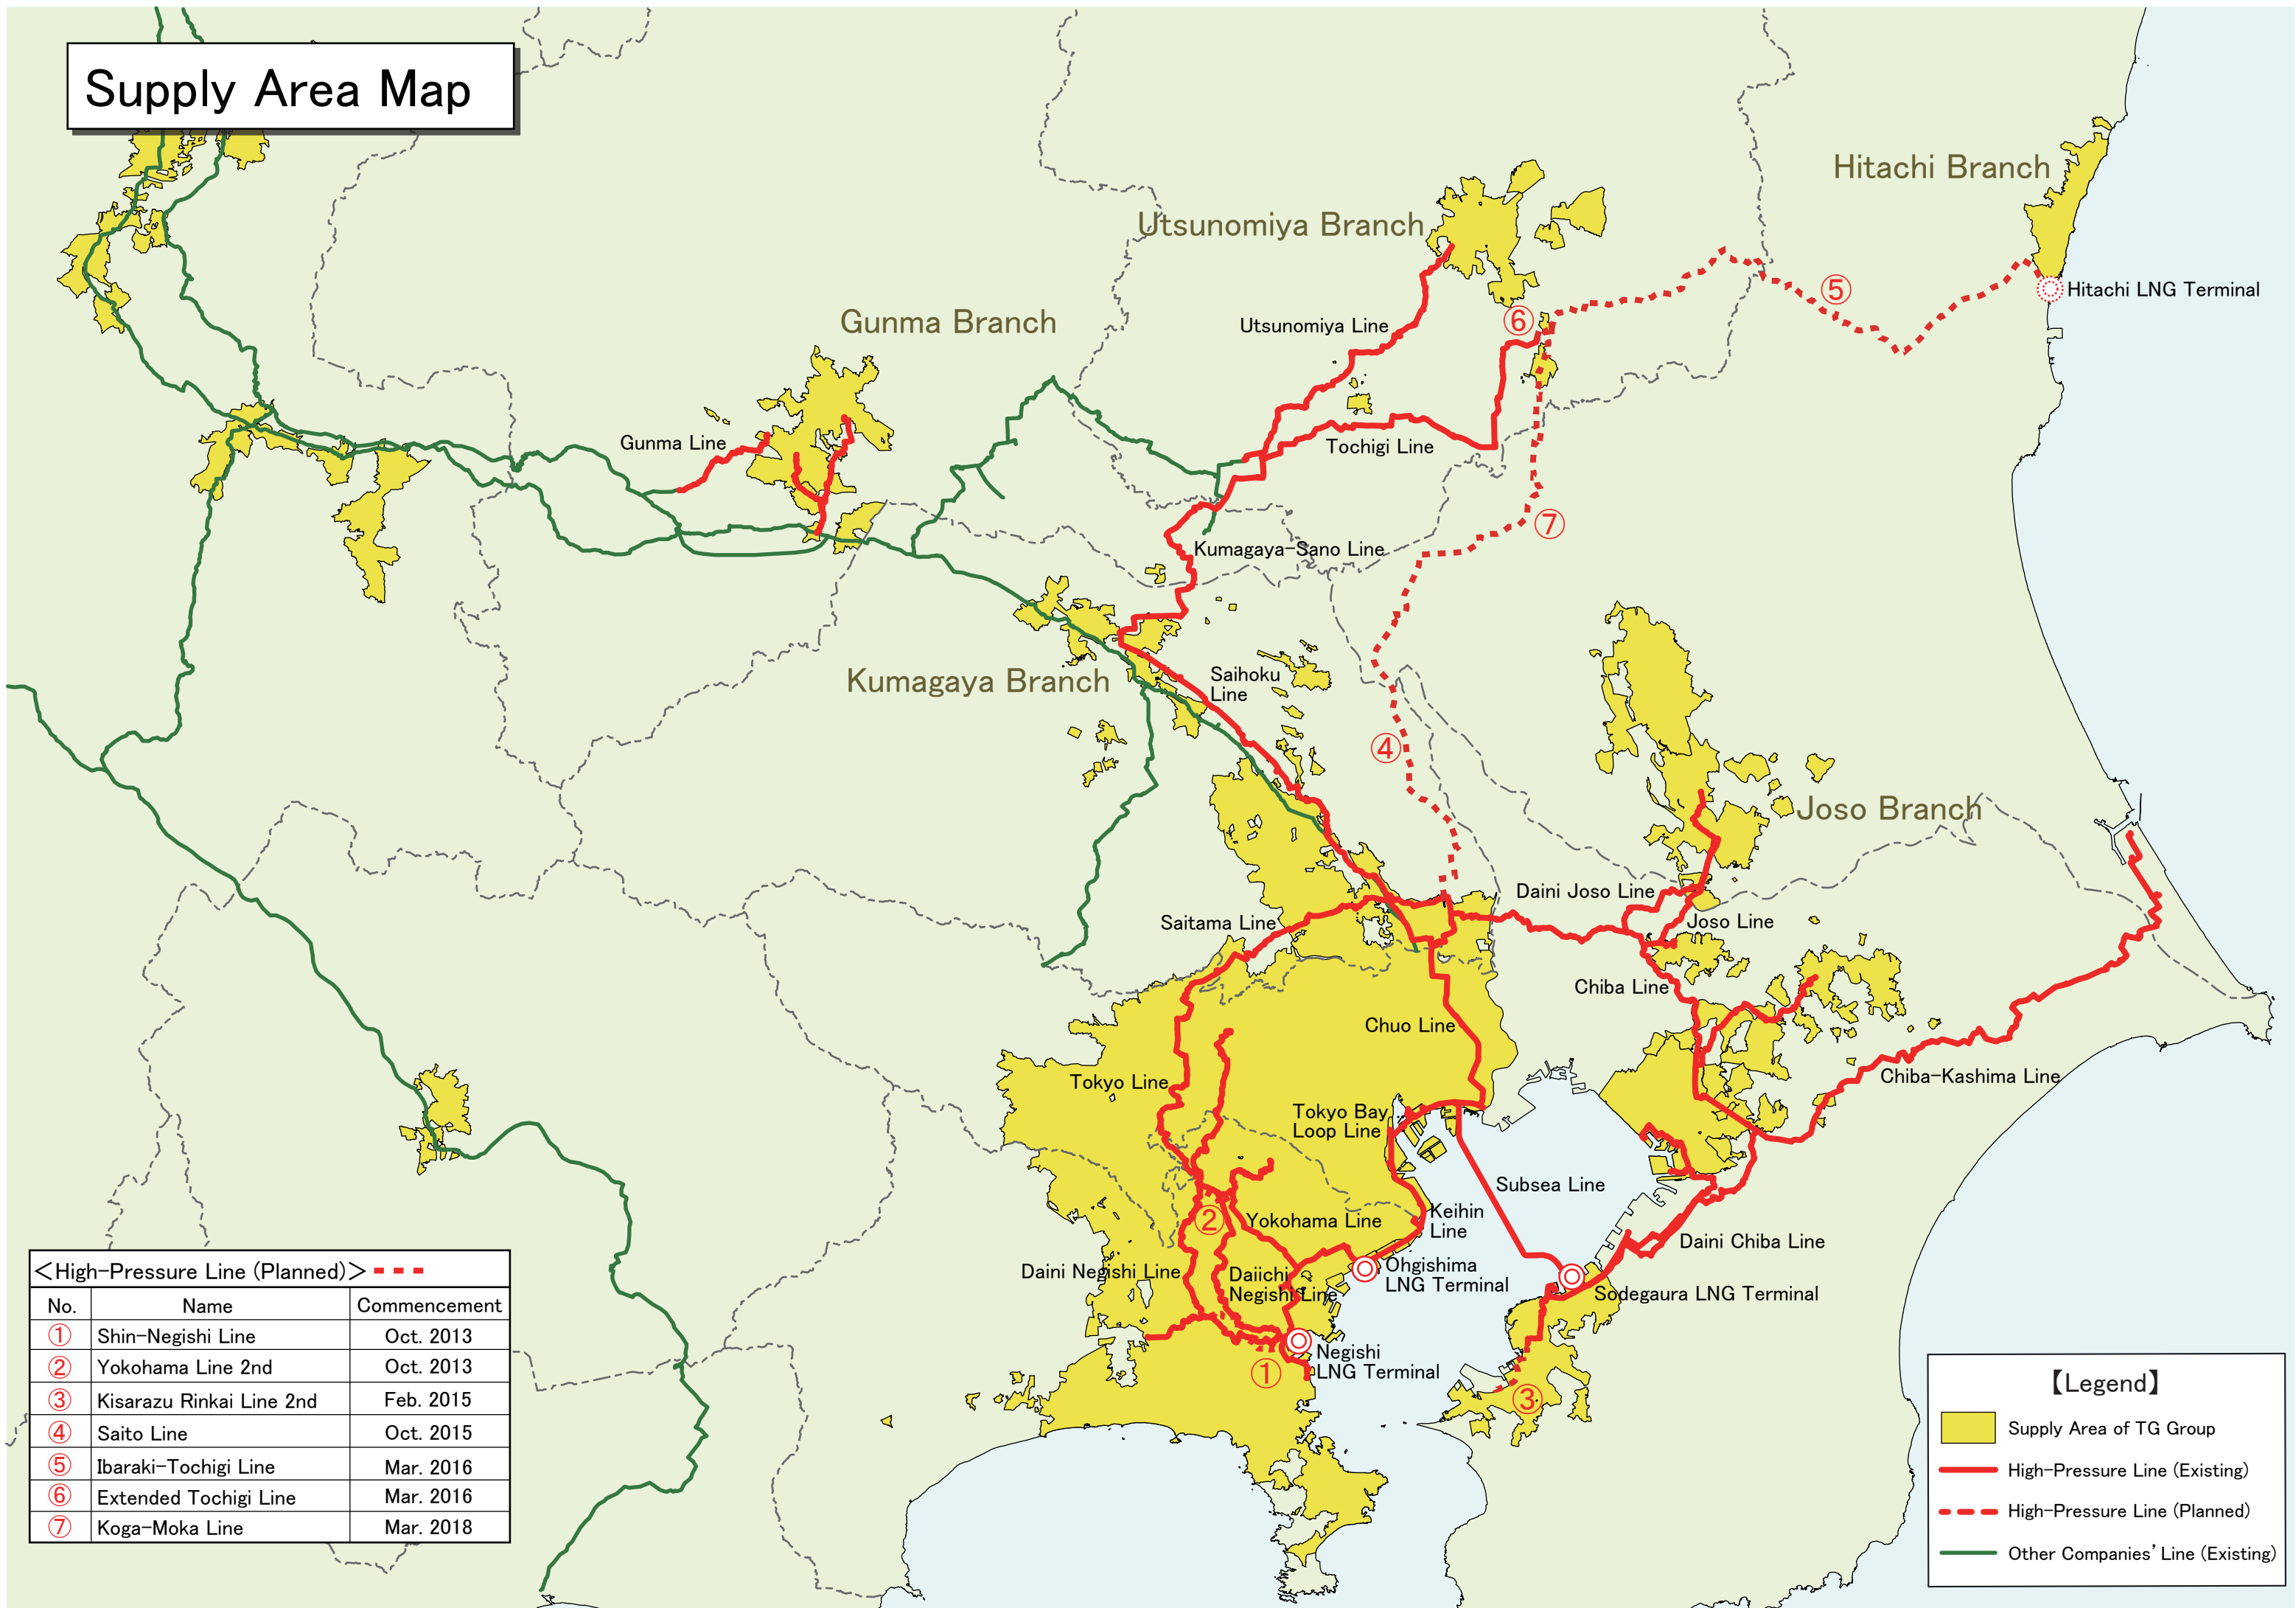 Supply Area Map
Hitachi Branch
Utsunomiya Branch
Hitachi LNG Terminal
⑤
Gunma Branch
Utsunomiya Line
⑥
Gunma Line
Tochigi Line
⑦
Kumagaya-Sano Line
Kumagaya Branch
Saihoku
Line
④
Joso Branch
Daini Joso Line
Saitama Line
Joso Line
Chiba Line
Chuo Line
Tokyo Line
Chiba-Kashima Line
Tokyo Bay
Loop Line
Subsea Line
②
Yokohama Line
Keihin
Line
Daini Chiba Line
Daini Negishi Line
Daiichi
Negishi Line
Ohgishima
LNG Terminal
Sodegaura LNG Terminal
Negishi
LNG Terminal
①
③
<High-Pressure Line (Planned)>
No. Name Commencement
① Shin-Negishi Line Oct. 2013
② Yokohama Line 2nd Oct. 2013
③ Kisarazu Rinkai Line 2nd Feb. 2015
④ Saito Line Oct. 2015
⑤ Ibaraki-Tochigi Line Mar. 2016
⑥ Extended Tochigi Line Mar. 2016
⑦ Koga-Moka Line Mar. 2018
【Legend】
Supply Area of TG Group
High-Pressure Line (Existing)
High-Pressure Line (Planned)
Other Companies' Line (Existing)